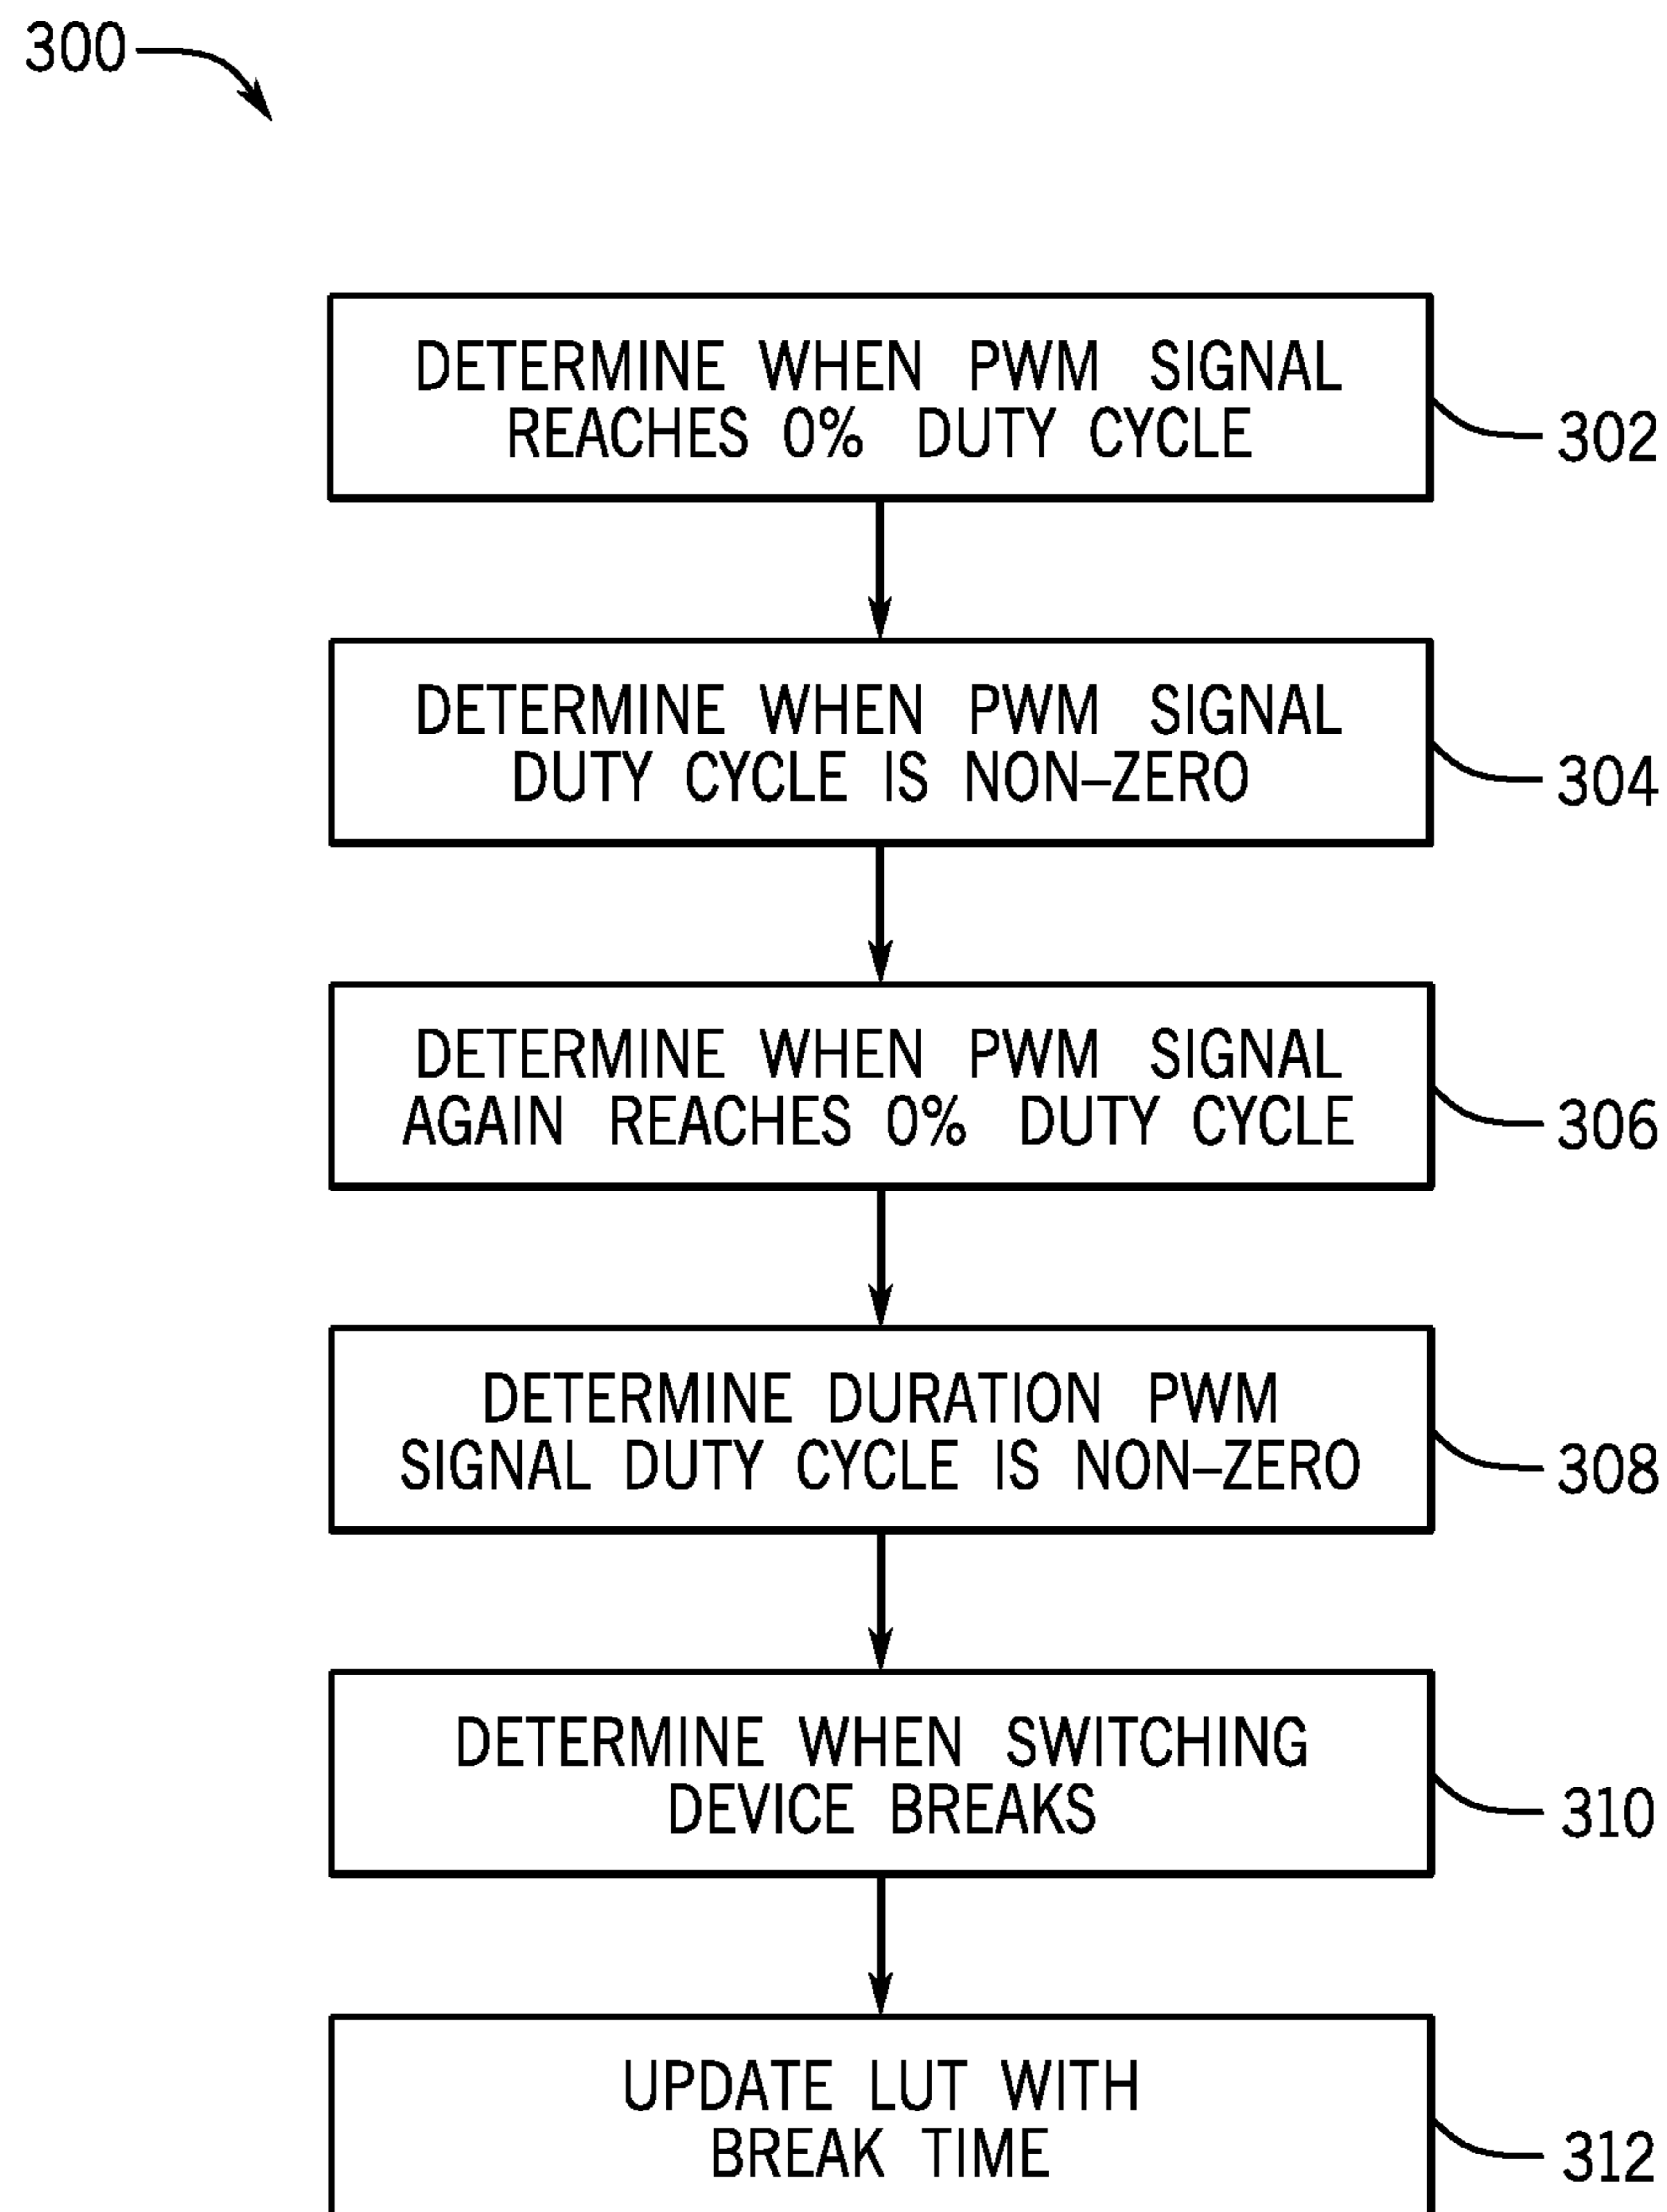 300
DETERMINE WHEN PWM SIGNAL
REACHES 0% DUTY CYCLE
302
DETERMINE WHEN PWM SIGNAL
DUTY CYCLE IS NON–ZERO
304
DETERMINE WHEN PWM SIGNAL
AGAIN REACHES 0% DUTY CYCLE
306
DETERMINE DURATION PWM
SIGNAL DUTY CYCLE IS NON–ZERO
308
DETERMINE WHEN SWITCHING
DEVICE BREAKS
310
UPDATE LUT WITH
BREAK TIME
312